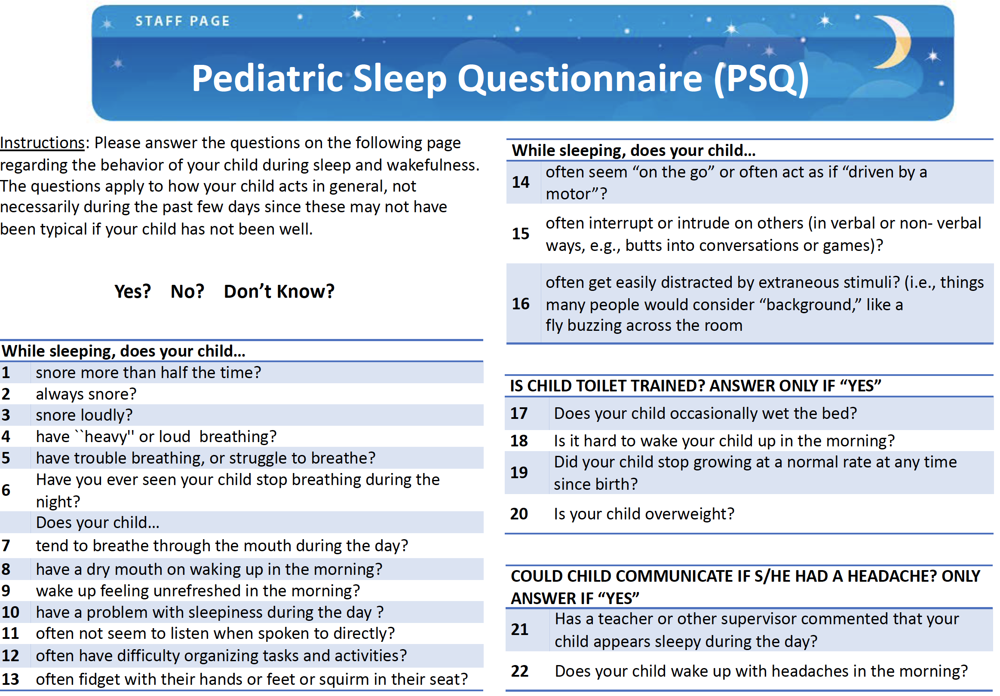 STAFF PAGE
Pediatric Sleep Questionnaire (PSQ)
Instructions: Please answer the questions on the following page
regarding the behavior of your child during sleep and wakefulness.
The questions apply to how your child acts in general, not
necessarily during the past few days since these may not have
been typical if your child has not been well.
Yes? No? Don’t Know?
While sleeping, does your child…
1 snore more than half the time?
2 always snore?
3 snore loudly?
4 have ``heavy'' or loud breathing?
5 have trouble breathing, or struggle to breathe?
6 Have you ever seen your child stop breathing during the
night?
Does your child…
7 tend to breathe through the mouth during the day?
8 have a dry mouth on waking up in the morning?
9 wake up feeling unrefreshed in the morning?
10 have a problem with sleepiness during the day ?
11 often not seem to listen when spoken to directly?
12 often have difficulty organizing tasks and activities?
13 often fidget with their hands or feet or squirm in their seat?
While sleeping, does your child…
14 often seem “on the go” or often act as if “driven by a
motor”?
15 often interrupt or intrude on others (in verbal or non- verbal
ways, e.g., butts into conversations or games)?
16 often get easily distracted by extraneous stimuli? (i.e., things
many people would consider “background,” like a
fly buzzing across the room
IS CHILD TOILET TRAINED? ANSWER ONLY IF “YES”
17 Does your child occasionally wet the bed?
18 Is it hard to wake your child up in the morning?
19 Did your child stop growing at a normal rate at any time
since birth?
20 Is your child overweight?
COULD CHILD COMMUNICATE IF S/HE HAD A HEADACHE? ONLY
ANSWER IF “YES”
21 Has a teacher or other supervisor commented that your
child appears sleepy during the day?
22 Does your child wake up with headaches in the morning?